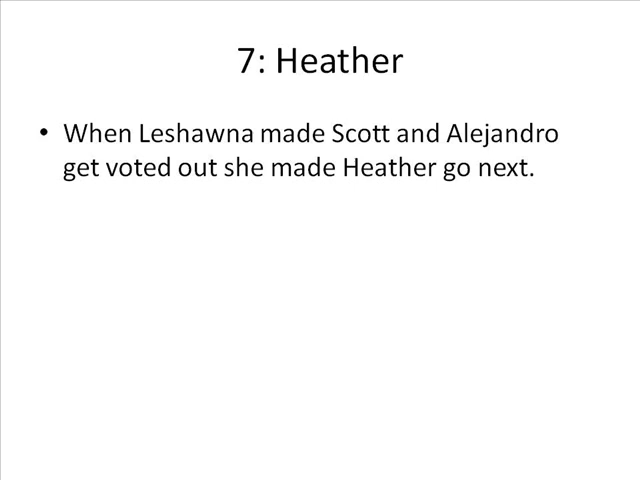 7: Heather
• When Leshawna made Scott and Alejandro
get voted out she made Heather go next.